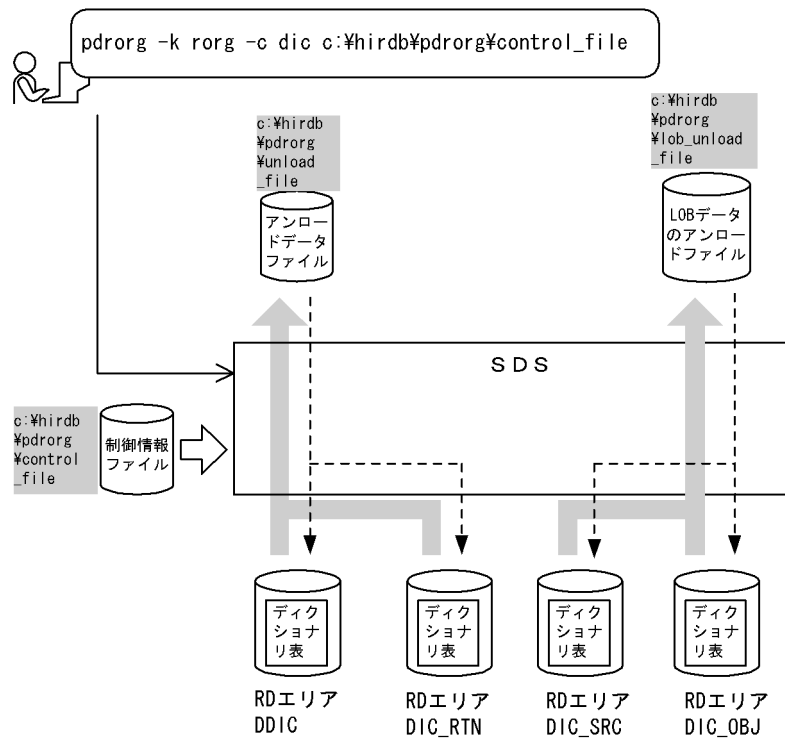 pdrorg -k rorg -c dic c:¥hirdb¥pdrorg¥control_file
c:¥hirdb
¥pdrorg
¥unload
_file
c:¥hirdb
¥pdrorg
¥lob_unload
_file
アンロー
ドデータ
ファイル
LOBデータ
のアンロー
ドファイル
SDS
c:¥hirdb
¥pdrorg
¥control
_file
制御情報
ファイル
ディク
ショナ
リ表
ディク
ショナ
リ表
ディク
ショナ
リ表
ディク
ショナ
リ表
RDエリア
DDIC
RDエリア
DIC_RTN
RDエリア
DIC_SRC
RDエリア
DIC_OBJ